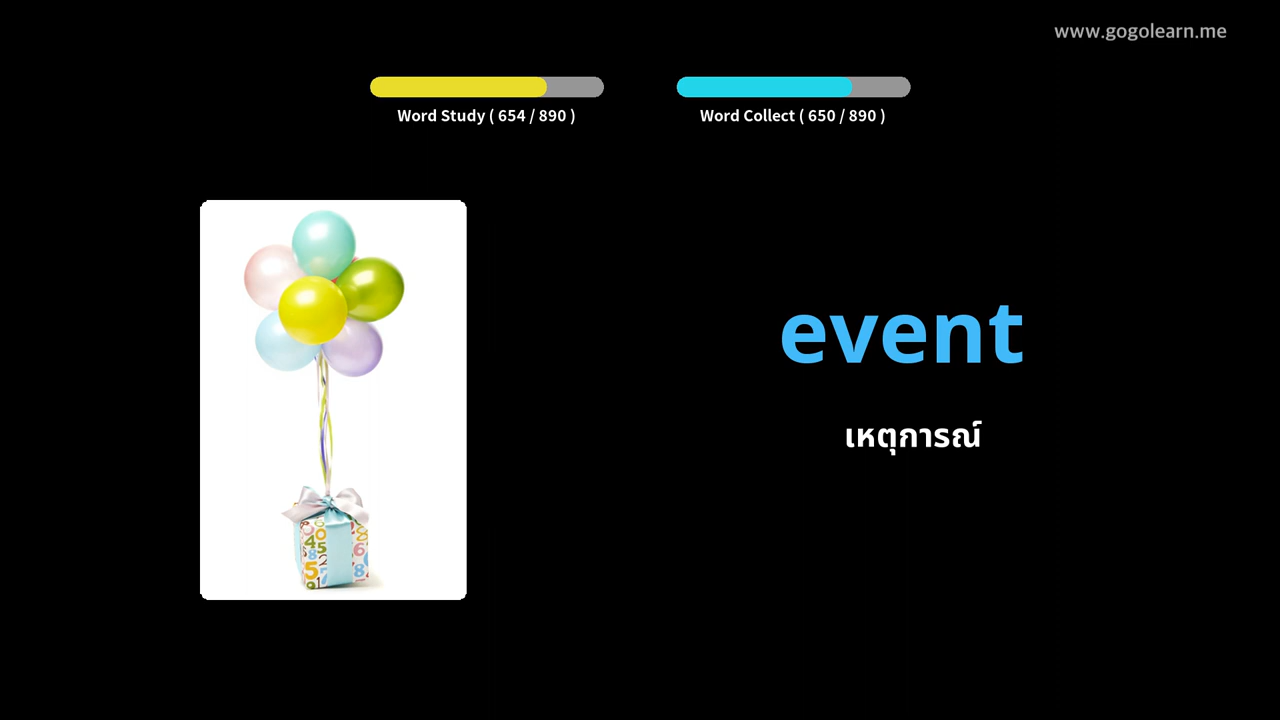 www.gogolearn.me
Word Study ( 654 / 890 )
Word Collect ( 650 / 890 )
event
เหตุการณ์